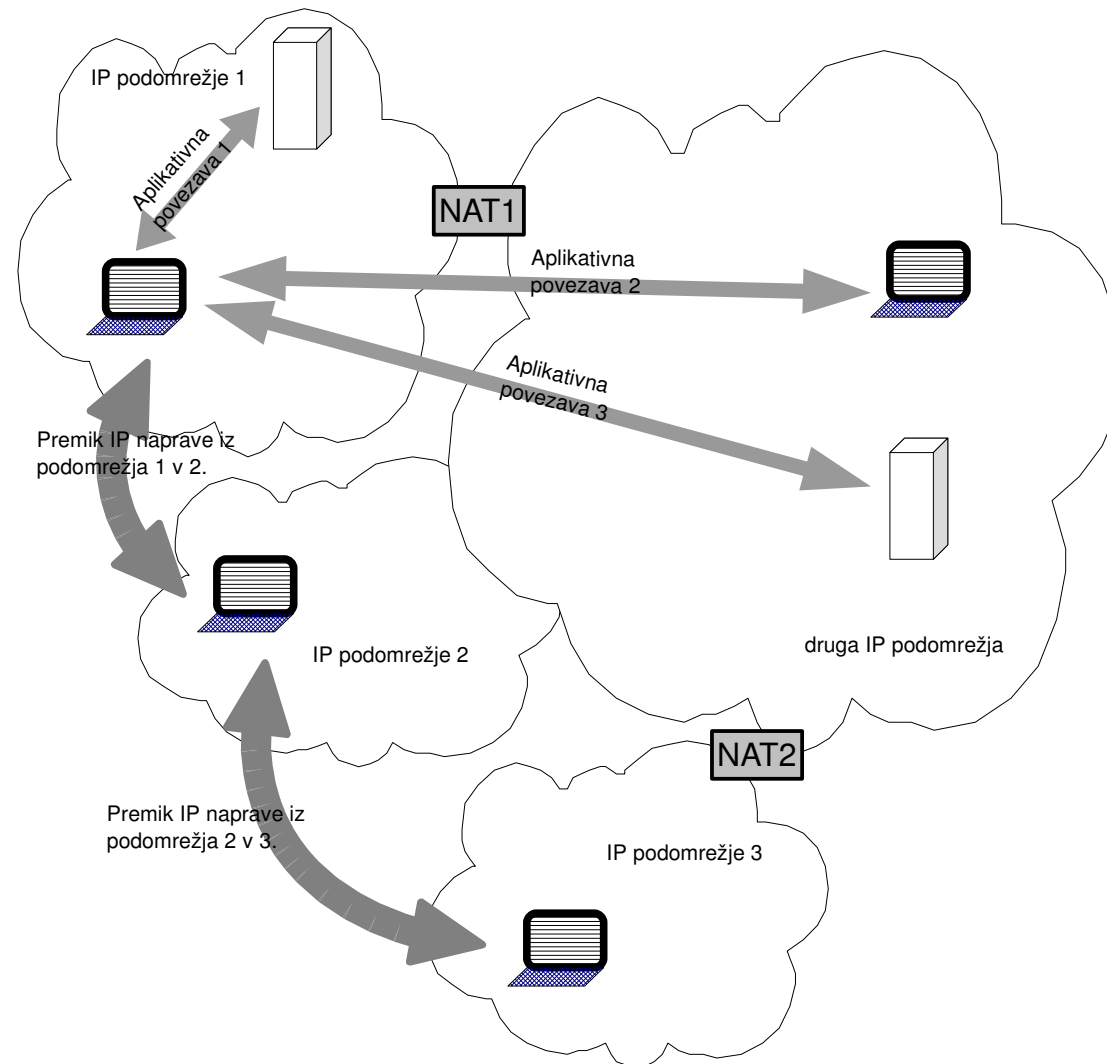 IP podomrežje 1
Aplikativna
povezava 1
NAT1
Aplikativna
povezava 2
Aplikativna
povezava 3
Premik IP naprave iz
podomrežja 1 v 2.
IP podomrežje 2
druga IP podomrežja
NAT2
Premik IP naprave iz
podomrežja 2 v 3.
IP podomrežje 3